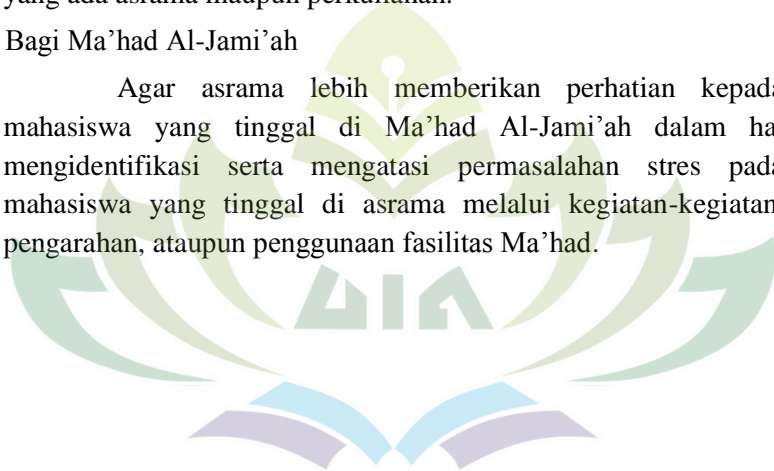 yang ada asrama maupun perkuliahan.
Bagi Ma’had Al-Jami’ah
Agar asrama lebih memberikan perhatian kepada
mahasiswa yang tinggal di Ma’had Al-Jami’ah dalam ha
mengidentifikasi serta mengatasi permasalahan stres pada
mahasiswa yang tinggal di asrama melalui kegiatan-kegiatan
pengarahan, ataupun penggunaan fasilitas Ma’had.
UIN